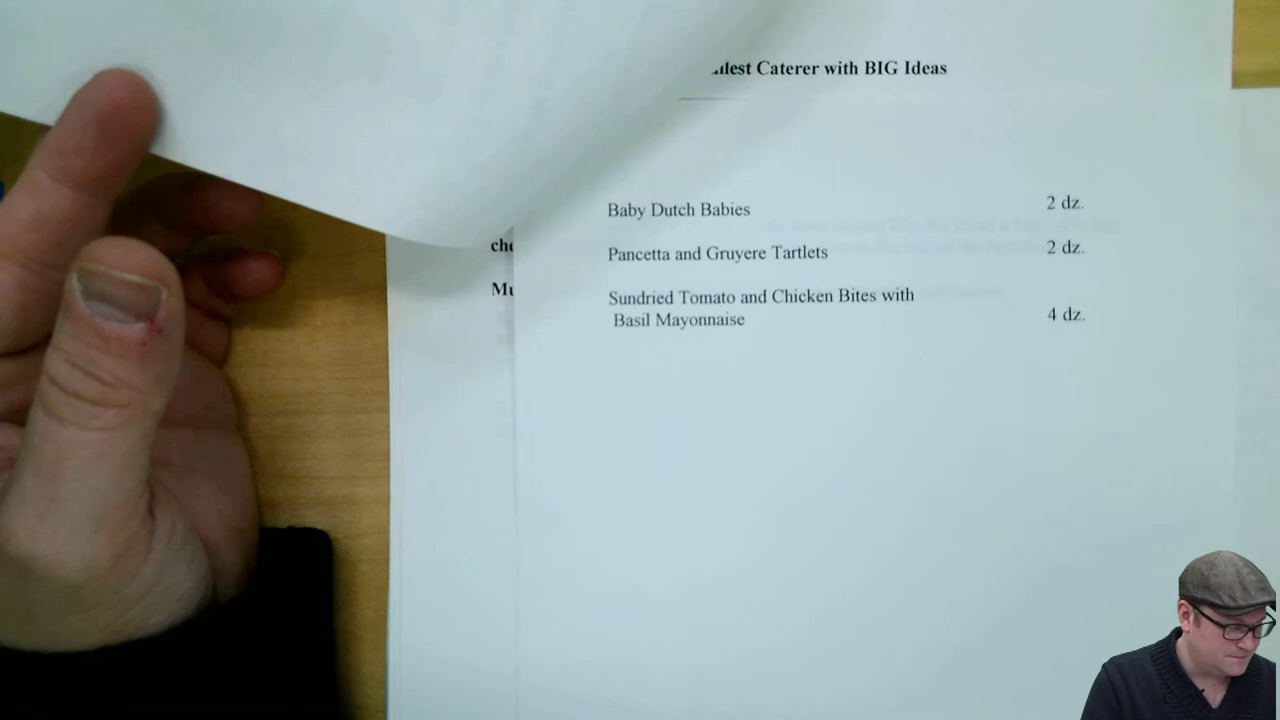 Caterer with BIG Ideas
Baby Dutch Babies 2 dz.
Pancetta and Gruyere Tartlets 2 dz.
Sundried Tomato and Chicken Bites with
Basil Mayonnaise 4 dz.